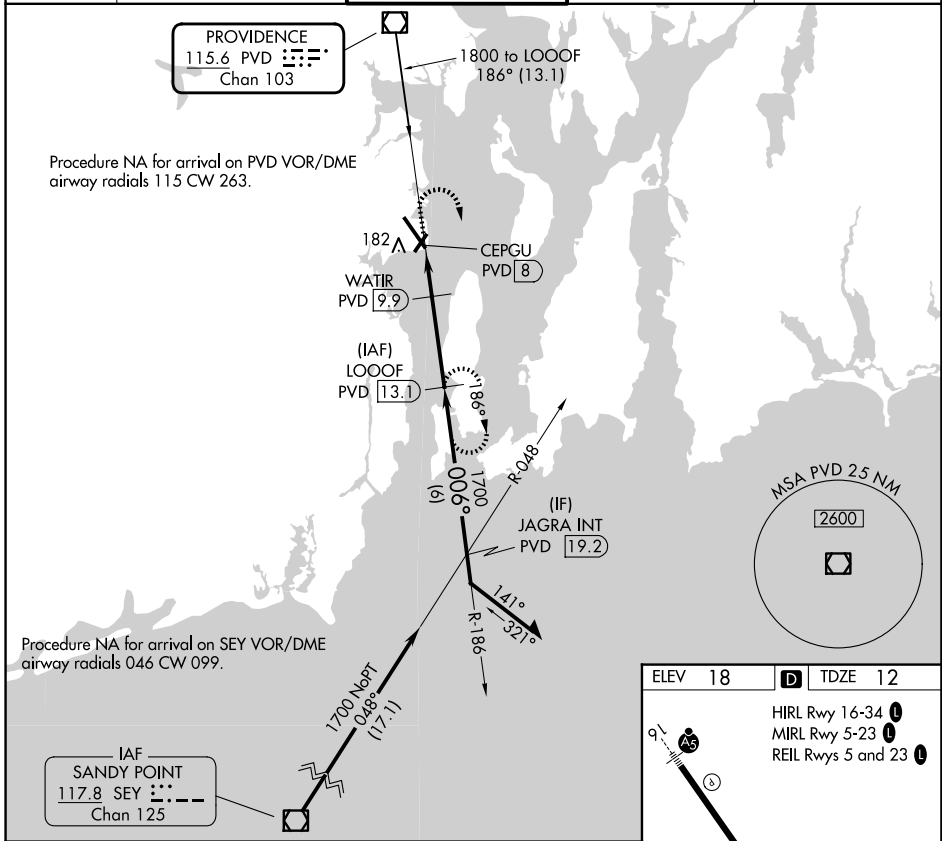 PROVIDENCE
115.6 PVD
Chan 103
1800 to LOOOF
186° (13.1)
Procedure NA for arrival on PVD VOR/DME
airway radials 115 CW 263.
182
CEPGU
PVD 8
WATIR
PVD 9.9
(IAF)
LOOOF
PVD 13.1
186°
R-048
1700
006°
(6)
(IF)
JAGRA INT
PVD 19.2
MSA PVD 25 NM
2600
141°
321°
R-186
Procedure NA for arrival on SEY VOR/DME
airway radials 046 CW 099.
1700 NoPT
048°
(17.1)
IAF
SANDY POINT
117.8 SEY
Chan 125
ELEV 18
D
TDZE 12
HIRL Rwy 16-34 L
MIRL Rwy 5-23 L
REIL Rwys 5 and 23 L
16
A5